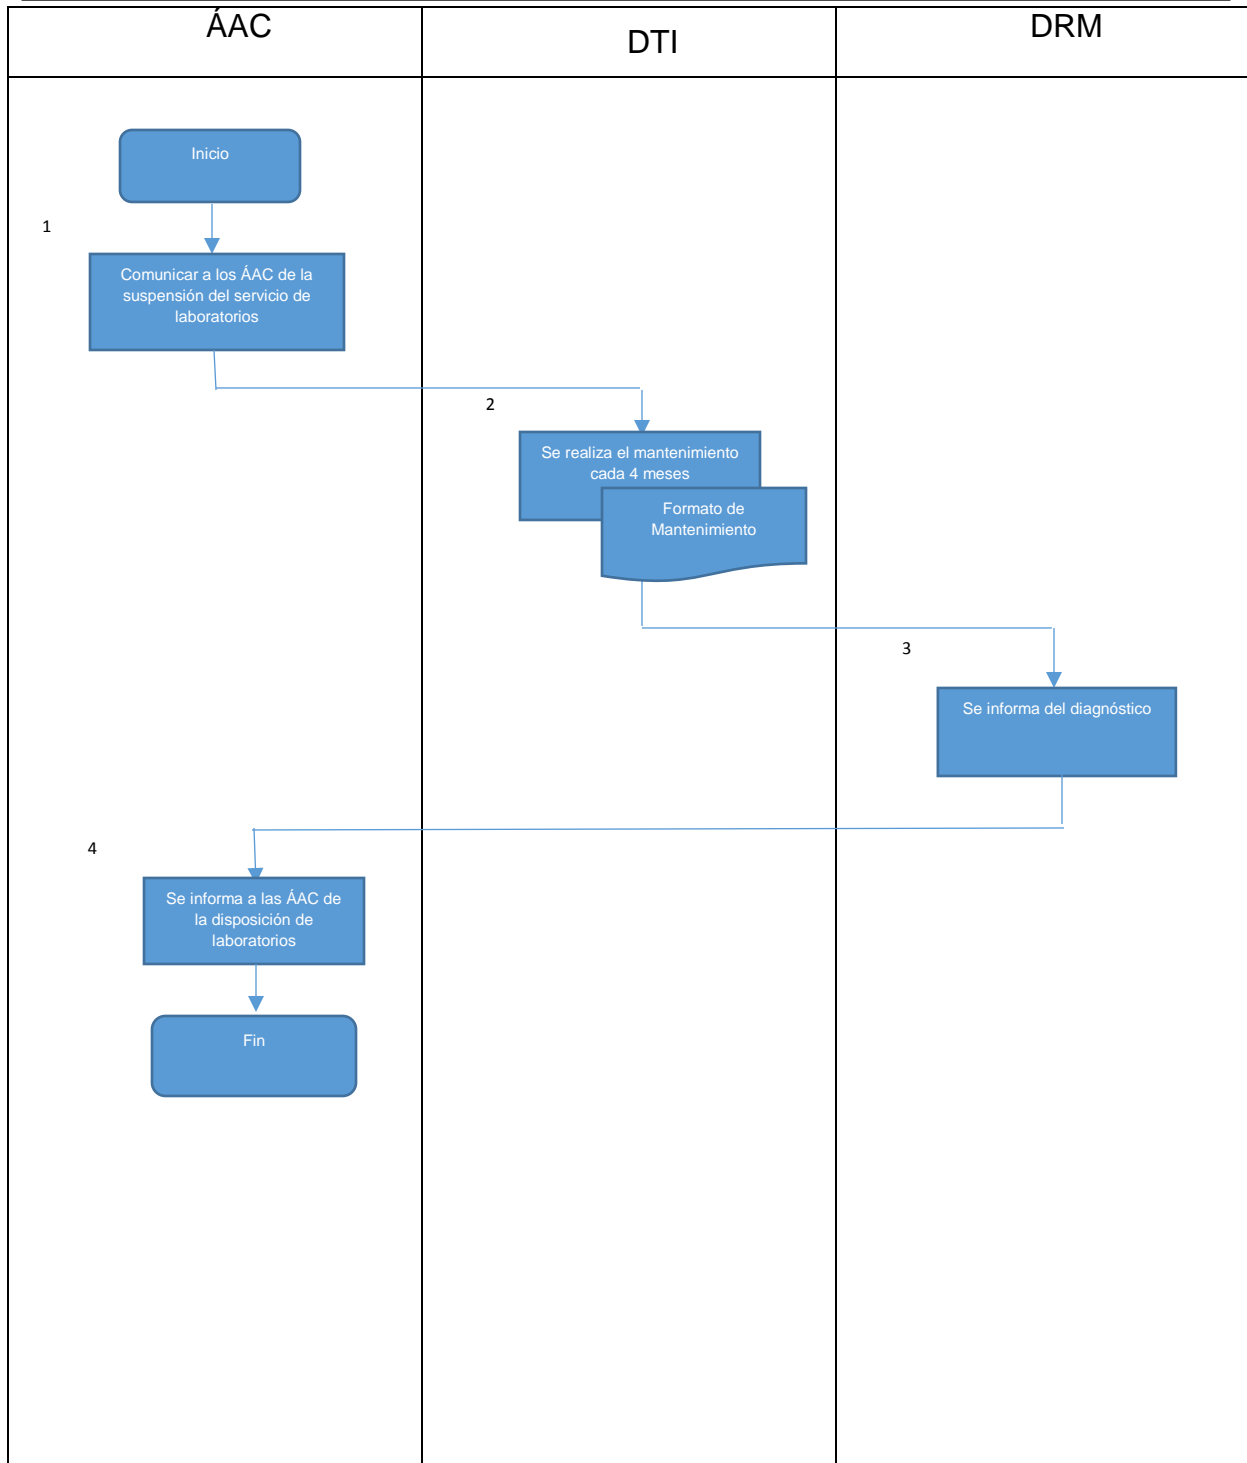 ÁAC
DTI
DRM
Inicio
1
Comunicar a los ÁAC de la
suspensión del servicio de
laboratorios
2
Se realiza el mantenimiento
cada 4 meses
Formato de
Mantenimiento
3
Se informa del diagnóstico
4
Se informa a las ÁAC de
la disposición de
laboratorios
Fin